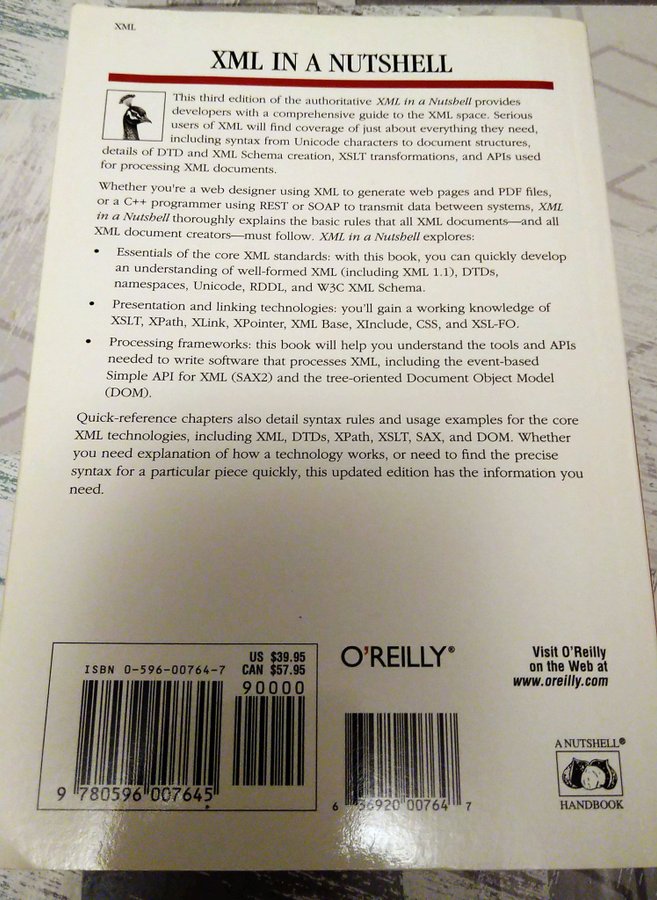 XML
XML IN A NUTSHELL
This third edition of the authoritative XML in a Nutshell provides
developers with a comprehensive guide to the XML space. Serious
users of XML will find coverage of just about everything they need,
including syntax from Unicode characters to document structures,
details of DTD and XML Schema creation, XSLT transformations, and APIs used
for processing XML documents.
Whether you're a web designer using XML to generate web pages and PDF files,
or a C++ programmer using REST or SOAP to transmit data between systems, XML
in a Nutshell thoroughly explains the basic rules that all XML documents—and all
XML document creators—must follow. XML in a Nutshell explores:
• Essentials of the core XML standards: with this book, you can quickly develop
an understanding of well-formed XML (including XML 1.1), DTDs,
namespaces, Unicode, RDDL, and W3C XML Schema.
• Presentation and linking technologies: you'll gain a working knowledge of
XSLT, XPath, XLink, XPointer, XML Base, XInclude, CSS, and XSL-FO.
• Processing frameworks: this book will help you understand the tools and APIs
needed to write software that processes XML, including the event-based
Simple API for XML (SAX2) and the tree-oriented Document Object Model
(DOM).
Quick-reference chapters also detail syntax rules and usage examples for the core
XML technologies, including XML, DTDs, XPath, XSLT, SAX, and DOM. Whether
you need explanation of how a technology works, or need to find the precise
syntax for a particular piece quickly, this updated edition has the information you
need.
US $39.95
CAN $57.95
ISBN 0-596-00764-7
90000
9 780596 007645
O'REILLY®
6 36920 00764 7
Visit O'Reilly
on the Web at
www.oreilly.com
A NUTSHELL®
HANDBOOK